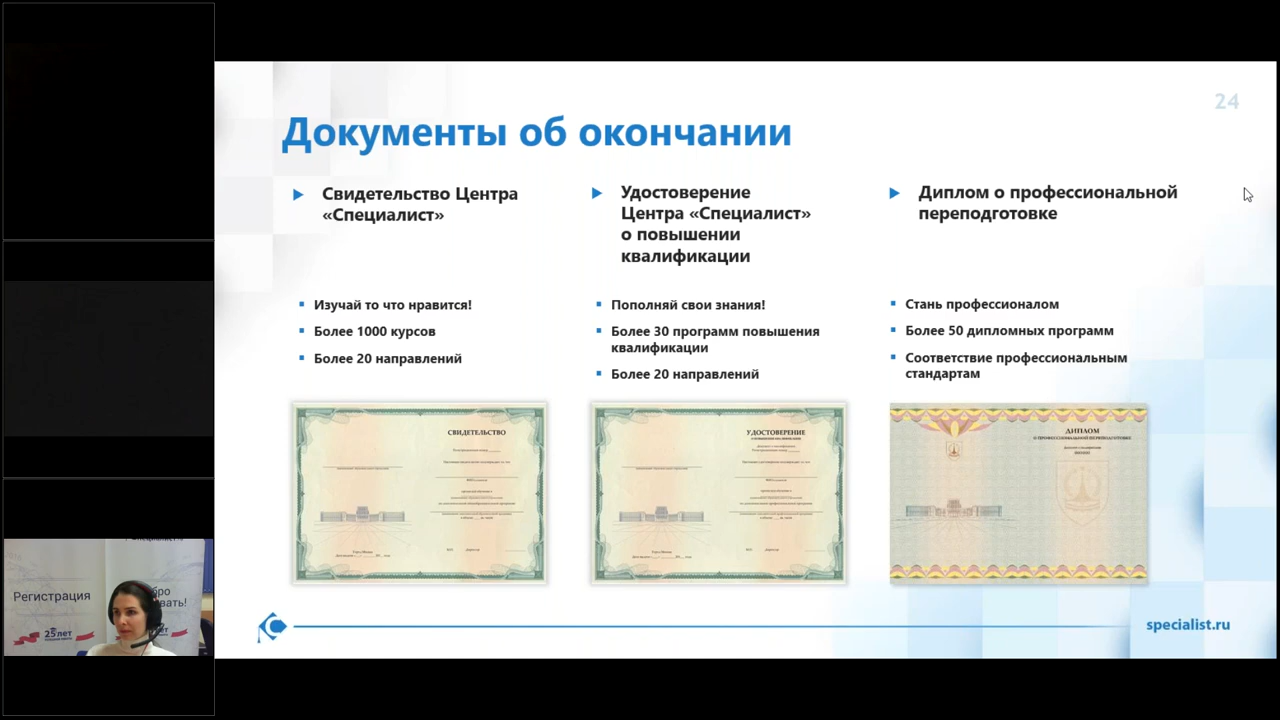 24
Документы об окончании
Свидетельство Центра
«Специалист»
Изучай то что нравится!
Более 1000 курсов
Более 20 направлений
СВИДЕТЕЛЬСТВО
Удостоверение
Центра «Специалист»
о повышении
квалификации
Пополняй свои знания!
Более 30 программ повышения
квалификации
Более 20 направлений
УДОСТОВЕРЕНИЕ
Диплом о профессиональной
переподготовке
Стань профессионалом
Более 50 дипломных программ
Соответствие профессиональным
стандартам
ДИПЛОМ
О ПРОФЕССИОНАЛЬНОЙ ПЕРЕПОДГОТОВКЕ
specialist.ru
Регистрация
25 лет